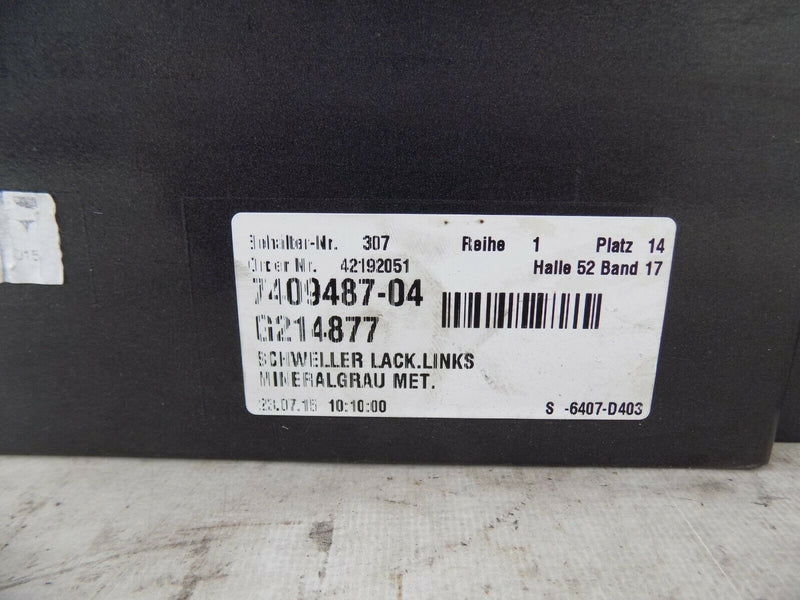 Behälter-Nr. 307 Reihe 1 Platz 14
Order Nr. 42192051 Halle 52 Band 17
7409487-04
G214877
SCHWELLER LACK.LINKS
MINERALGRAU MET.
23.07.15 10:10:00 S -6407-D403
015